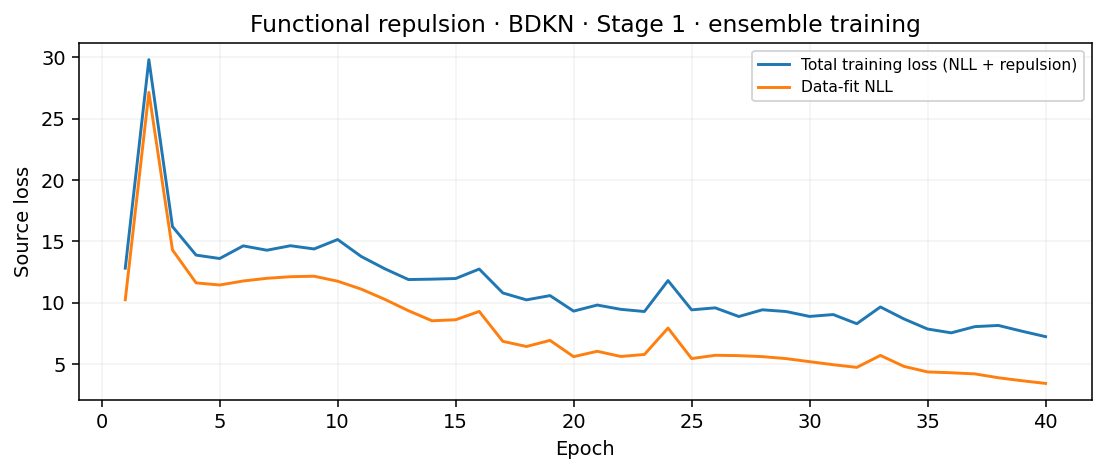 Functional repulsion · BDKN · Stage 1 · ensemble training
Total training loss (NLL + repulsion)
Data-fit NLL
Source loss
30
25
20
15
10
5
0 5 10 15 20 25 30 35 40
Epoch